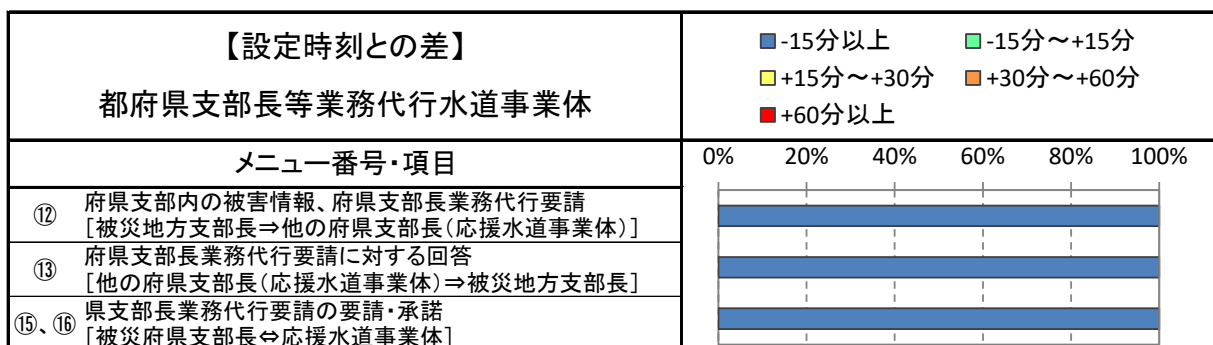 【設定時刻との差】
都府県支部長等業務代行水道事業体
-15分以上
-15分～+15分
+15分～+30分
+30分～+60分
+60分以上
メニュー番号・項目
0% 20% 40% 60% 80% 100%
⑫ 府県支部内の被害情報、府県支部長業務代行要請
[被災地方支部長⇒他の府県支部長（応援水道事業体）]
⑬ 府県支部長業務代行要請に対する回答
[他の府県支部長（応援水道事業体）⇒被災地方支部長]
⑮、⑯ 県支部長業務代行要請の要請・承諾
[被災府県支部長⇔応援水道事業体]